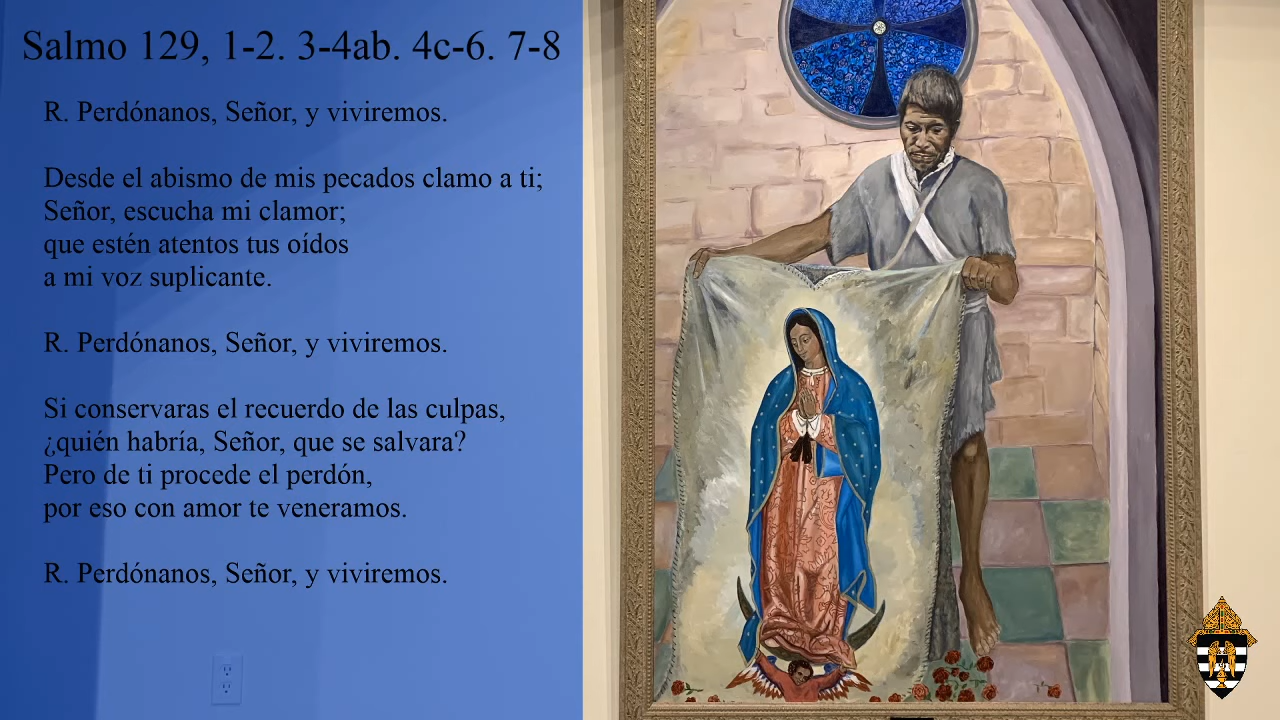 Salmo 129, 1-2. 3-4ab. 4c-6. 7-8
R. Perdónanos, Señor, y viviremos.
Desde el abismo de mis pecados clamo a ti;
Señor, escucha mi clamor;
que estén atentos tus oídos
a mi voz suplicante.
R. Perdónanos, Señor, y viviremos.
Si conservaras el recuerdo de las culpas,
¿quién habría, Señor, que se salvara?
Pero de ti procede el perdón,
por eso con amor te veneramos.
R. Perdónanos, Señor, y viviremos.